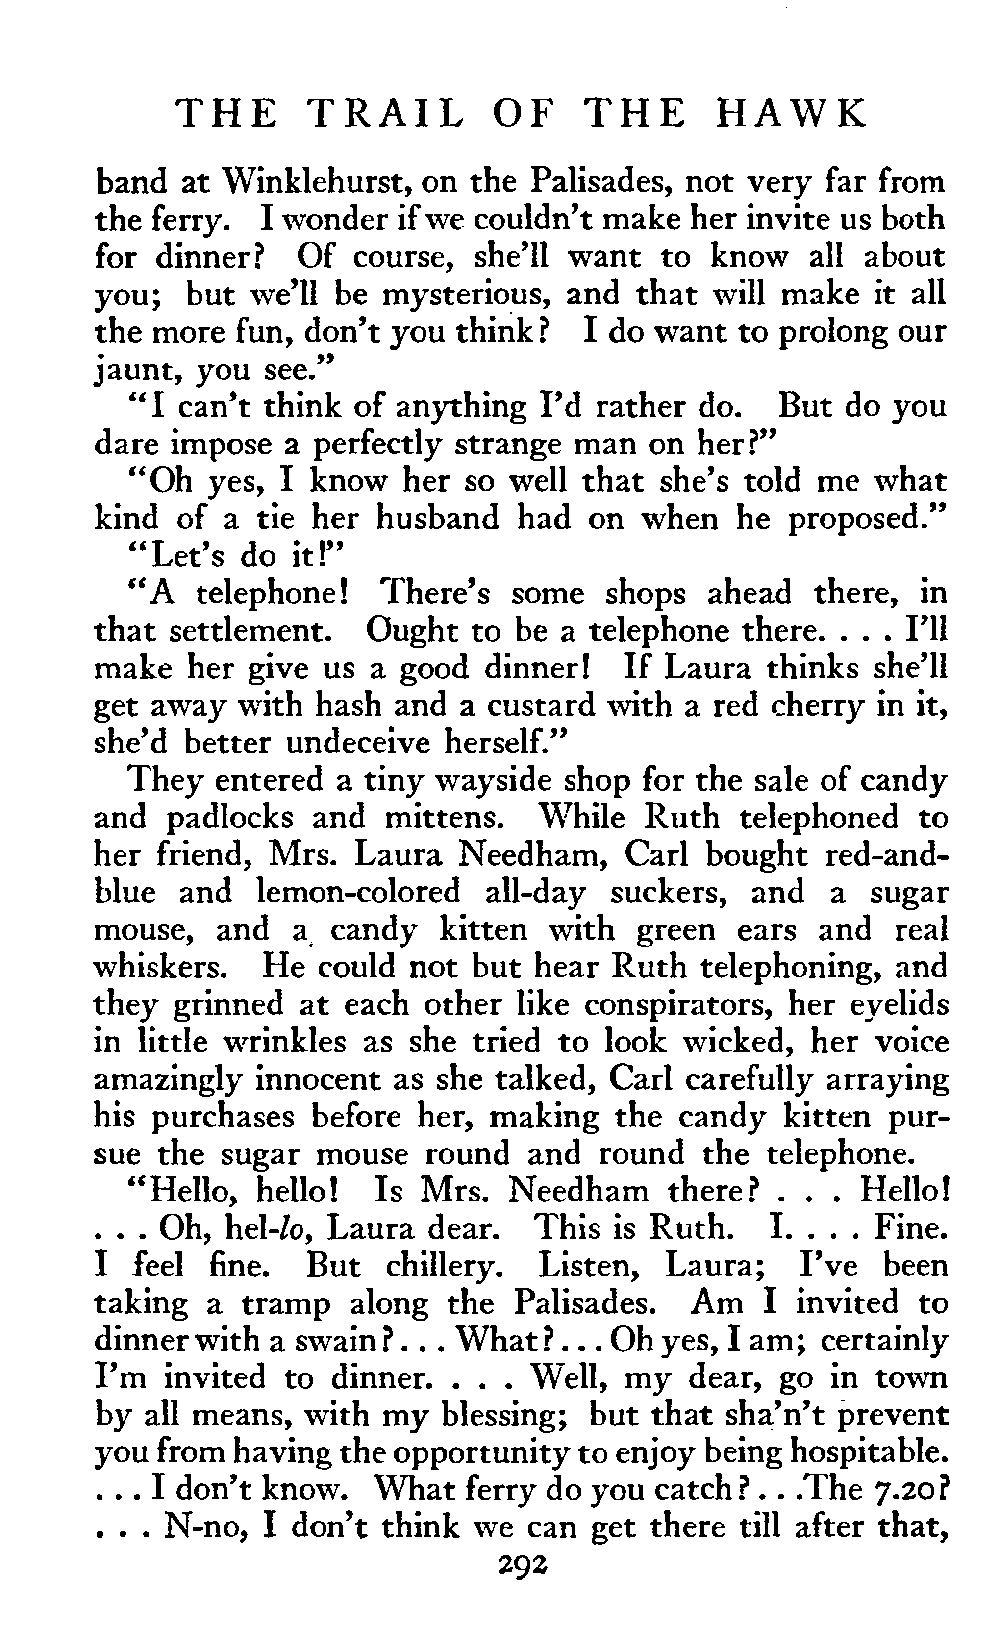 THE TRAIL OF THE HAWK
band at Winklehurst, on the Palisades, not very far from
the ferry. I wonder if we couldn't make her invite us both
for dinner? Of course, she'll want to know all about
you; but we'll be mysterious, and that will make it all
the more fun, don't you think? I do want to prolong our
jaunt, you see."
"I can't think of anything I'd rather do. But do you
dare impose a perfectly strange man on her?"
"Oh yes, I know her so well that she's told me what
kind of a tie her husband had on when he proposed."
"Let's do it!"
"A telephone! There's some shops ahead there, in
that settlement. Ought to be a telephone there. . . . I'll
make her give us a good dinner! If Laura thinks she'll
get away with hash and a custard with a red cherry in it,
she'd better undeceive herself."
They entered a tiny wayside shop for the sale of candy
and padlocks and mittens. While Ruth telephoned to
her friend, Mrs. Laura Needham, Carl bought red-and-
blue and lemon-colored all-day suckers, and a sugar
mouse, and a candy kitten with green ears and real
whiskers. He could not but hear Ruth telephoning, and
they grinned at each other like conspirators, her eyelids
in little wrinkles as she tried to look wicked, her voice
amazingly innocent as she talked, Carl carefully arraying
his purchases before her, making the candy kitten pur-
sue the sugar mouse round and round the telephone.
"Hello, hello! Is Mrs. Needham there? . . . Hello!
. . . Oh, hel-lo, Laura dear. This is Ruth. I. . . . Fine.
I feel fine. But chillery. Listen, Laura; I've been
taking a tramp along the Palisades. Am I invited to
dinner with a swain? . . . What? . . . Oh yes, I am; certainly
I'm invited to dinner. . . . Well, my dear, go in town
by all means, with my blessing; but that sha'n't prevent
you from having the opportunity to enjoy being hospitable.
. . . I don't know. What ferry do you catch? . . .The 7.20?
. . . N-no, I don't think we can get there till after that,
292